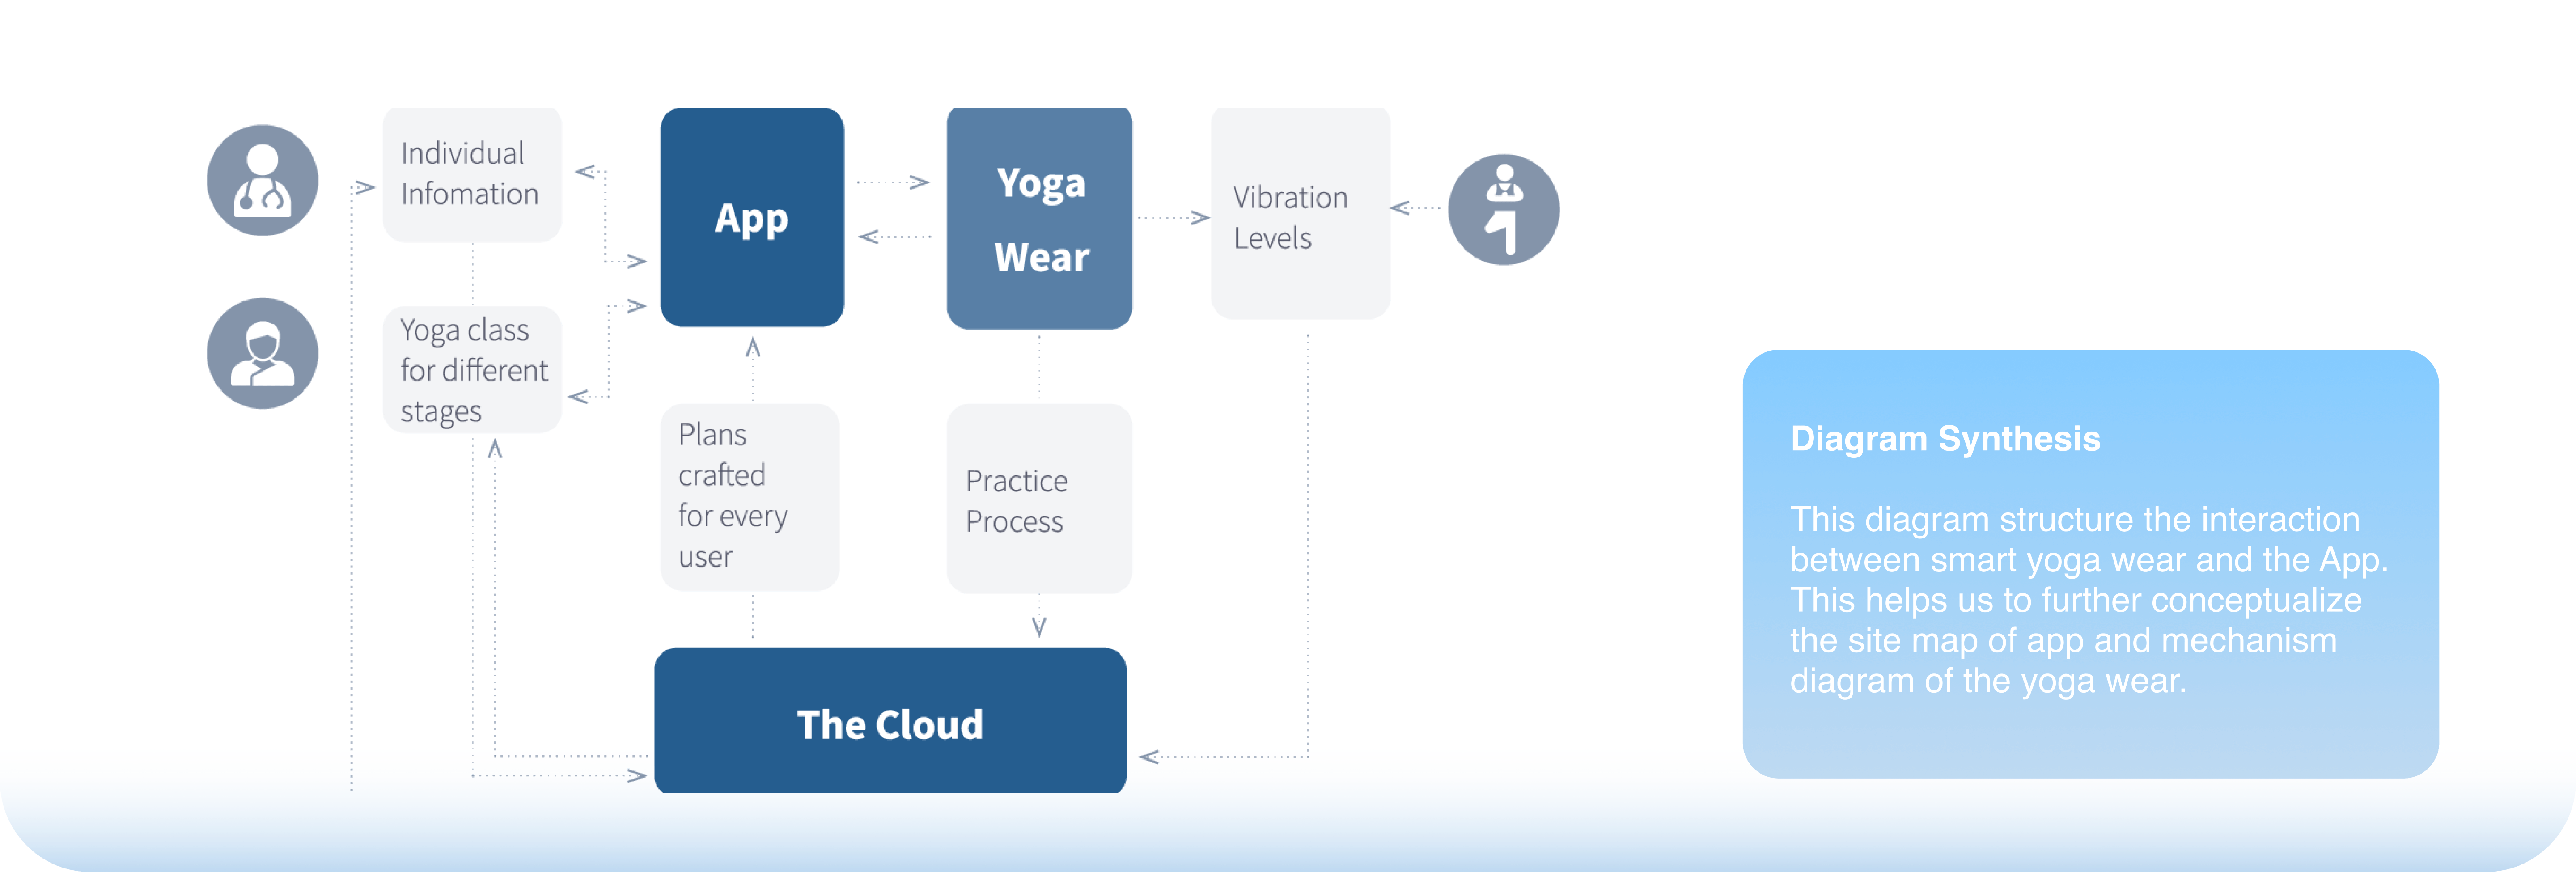 Individual
Infomation
App
Yoga
Wear
Vibration
Levels
Yoga class
for different
stages
Plans
crafted
for every
user
Practice
Process
The Cloud
Diagram Synthesis
This diagram structure the interaction
between smart yoga wear and the App.
This helps us to further conceptualize
the site map of app and mechanism
diagram of the yoga wear.